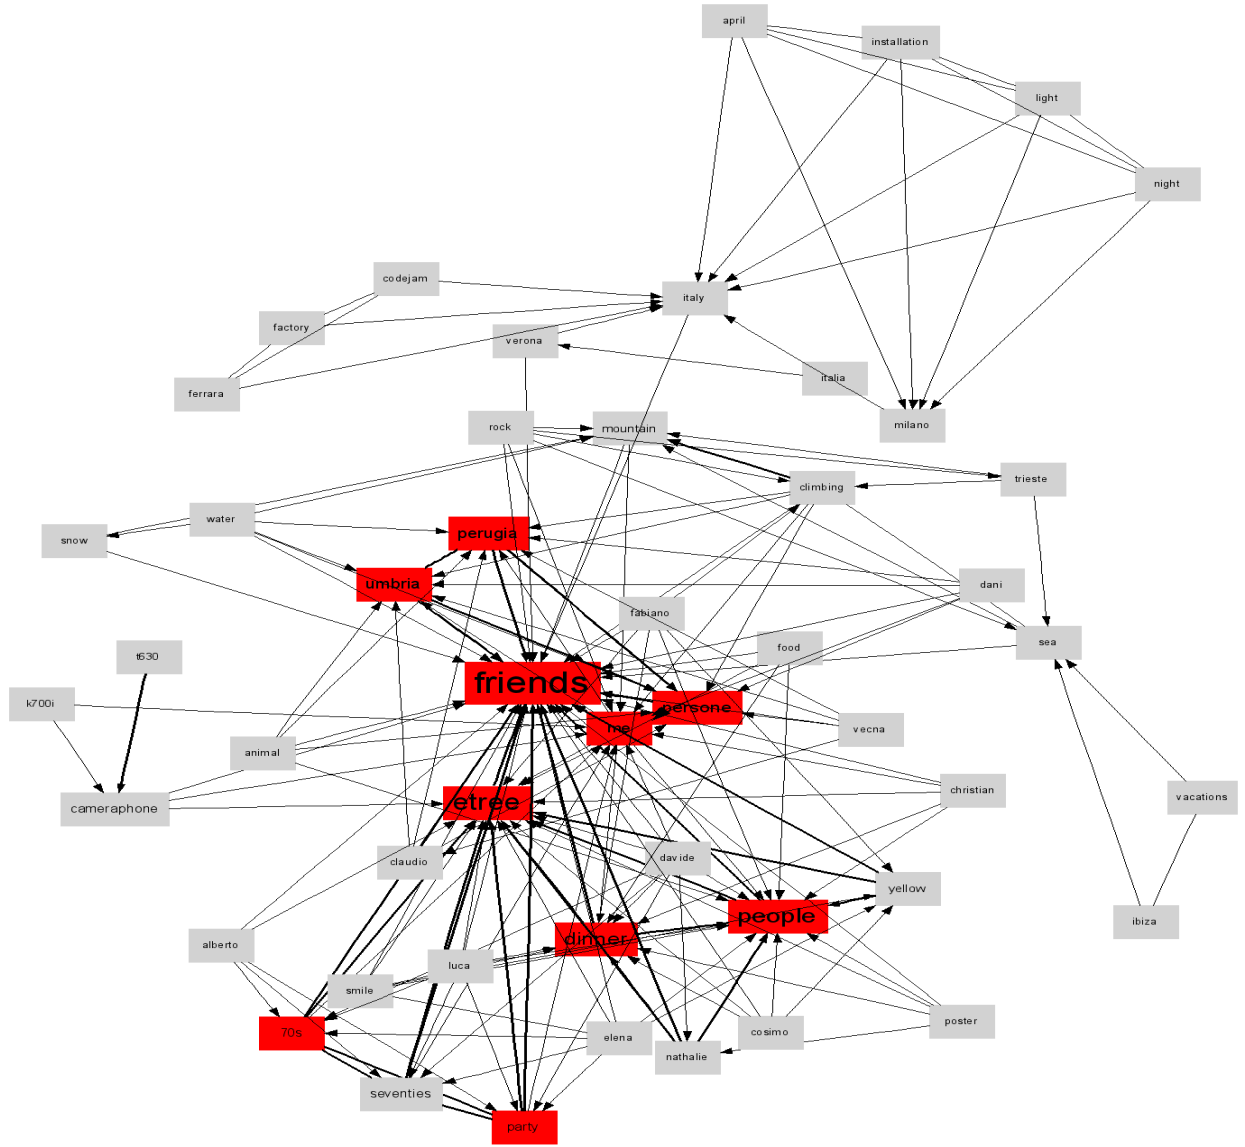 april
installation
light
night
codejam
italy
factory
verona
italia
ferrara
milano
rock
mountain
climbing
trieste
water
snow
perugia
umbria
dani
fabiano
sea
food
t630
friends
k700i
persone
me
vecna
animal
christian
vacations
cameraphone
etree
claudio
davide
yellow
people
ibiza
alberto
dinner
luca
smile
poster
70s
elena
cosimo
nathalie
seventies
party